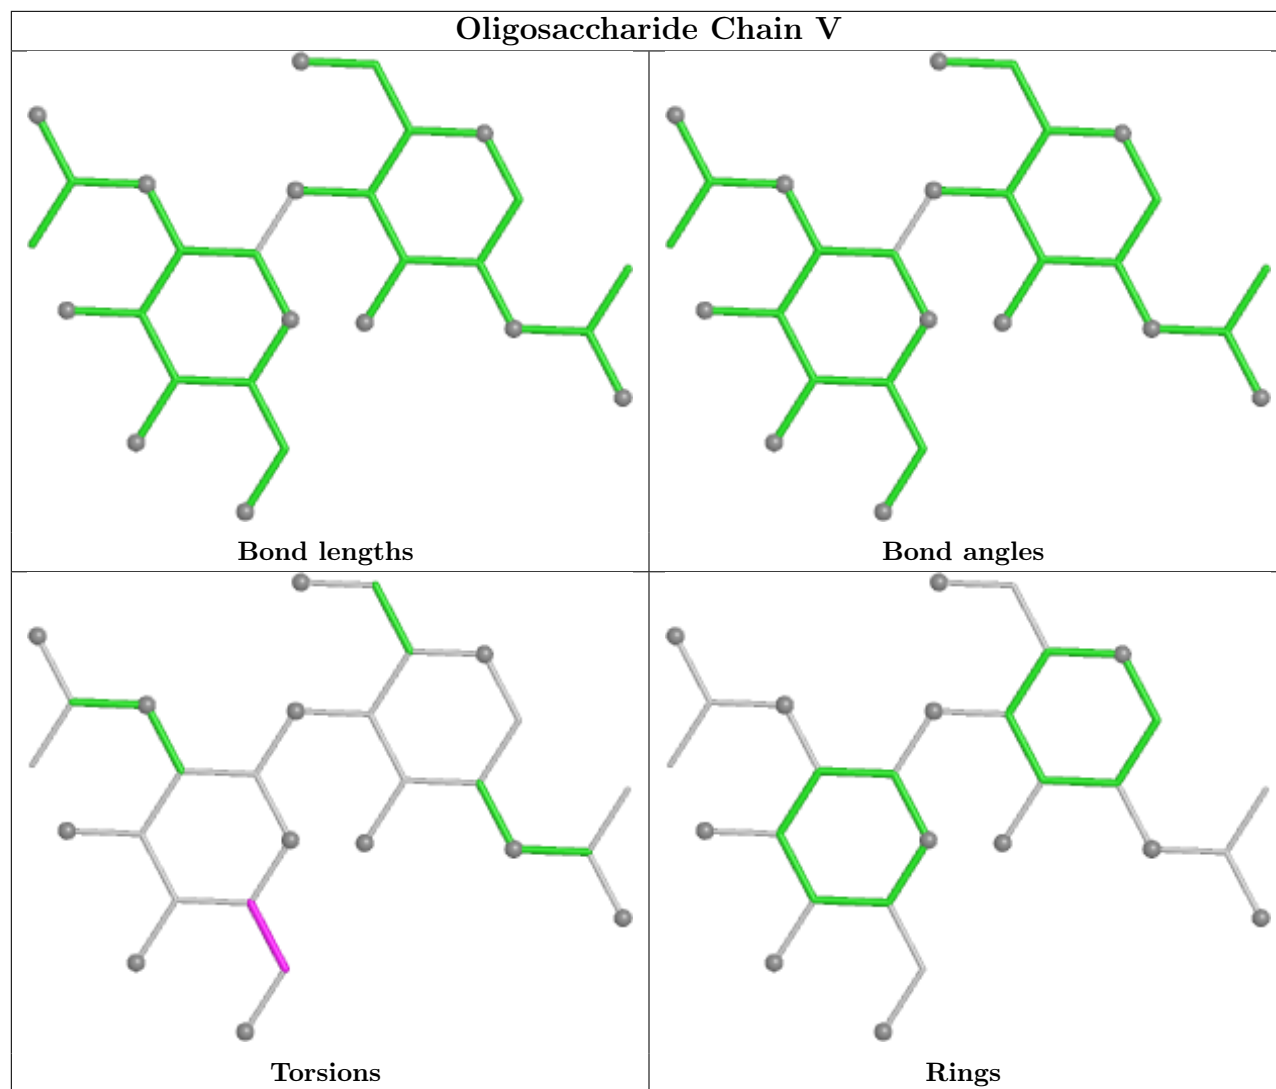 Oligosaccharide Chain V
Bond lengths
Bond angles
Torsions
Rings